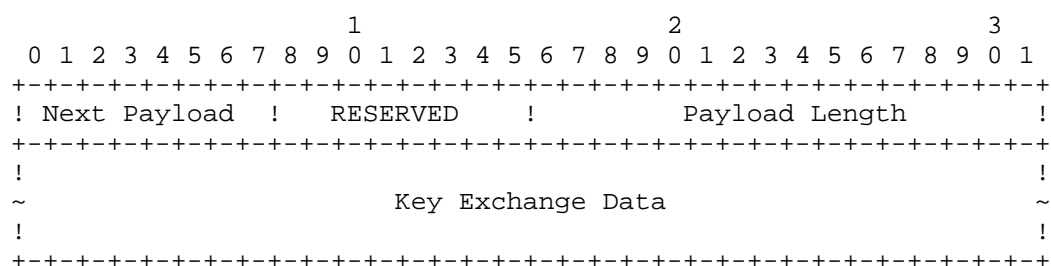 1                   2                   3
 0 1 2 3 4 5 6 7 8 9 0 1 2 3 4 5 6 7 8 9 0 1 2 3 4 5 6 7 8 9 0 1
+-+-+-+-+-+-+-+-+-+-+-+-+-+-+-+-+-+-+-+-+-+-+-+-+-+-+-+-+-+-+-+-+
! Next Payload  !   RESERVED    !         Payload Length        !
+-+-+-+-+-+-+-+-+-+-+-+-+-+-+-+-+-+-+-+-+-+-+-+-+-+-+-+-+-+-+-+-+
!                                                               !
~                       Key Exchange Data                       ~
!                                                               !
+-+-+-+-+-+-+-+-+-+-+-+-+-+-+-+-+-+-+-+-+-+-+-+-+-+-+-+-+-+-+-+-+